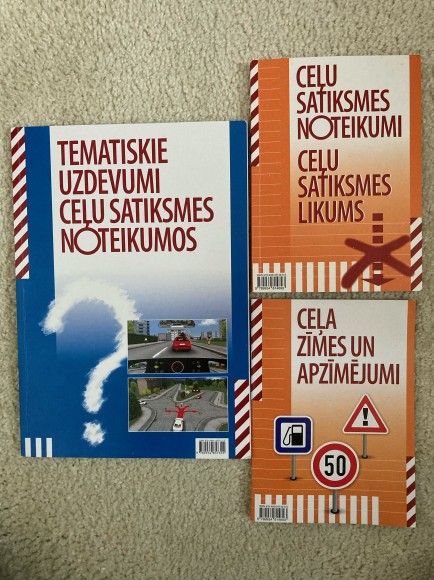 TEMATISKIE
UZDEVUMI
CEĻU SATIKSMES
NOTEIKUMOS
CEĻU
SATIKSMES
NOTEIKUMI
CEĻU
SATIKSMES
LIKUMS
CEĻA
ZĪMES UN
APZĪMĒJUMI
50